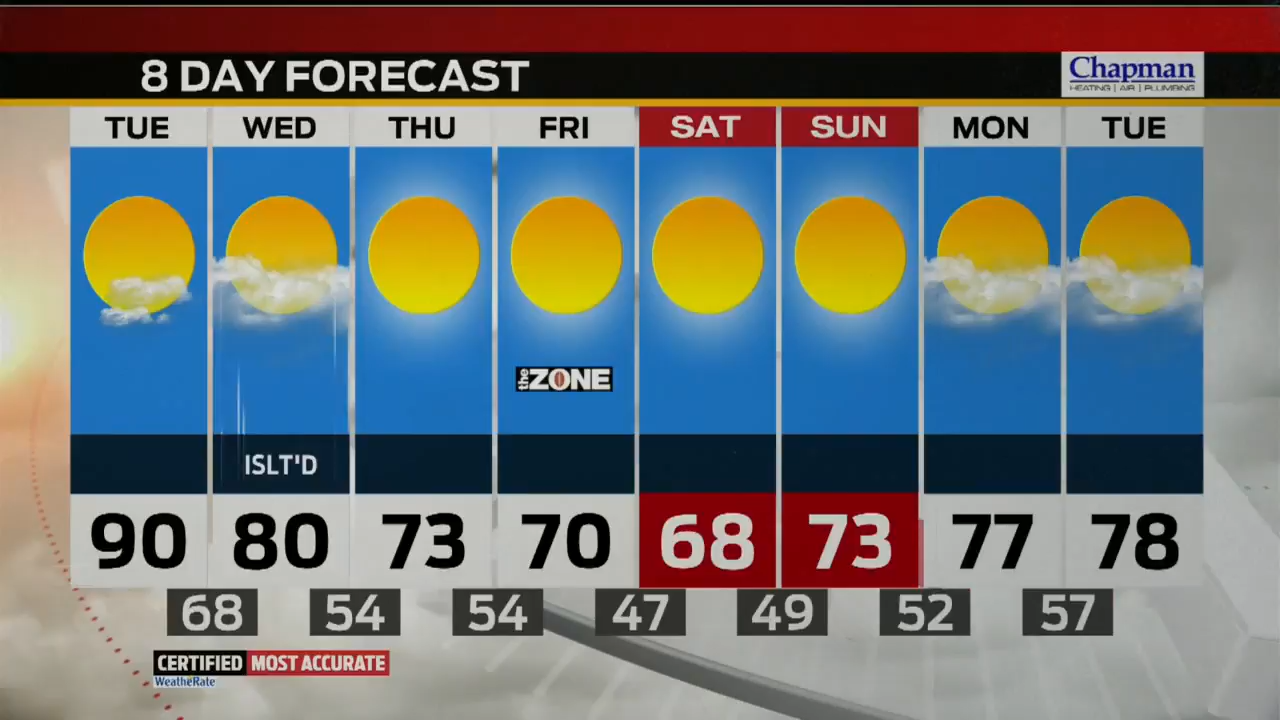 8 DAY FORECAST
Chapman
HEATING | AIR | PLUMBING
TUE WED THU FRI SAT SUN MON TUE
the ZONE
ISLT'D
90 80 73 70 68 73 77 78
68 54 54 47 49 52 57
CERTIFIED MOST ACCURATE
WeatheRate